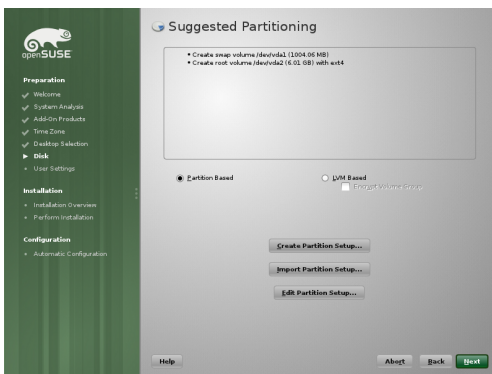 openSUSE
Preparation
Welcome
System Analysis
Add-On Products
Time Zone
Desktop Selection
Disk
User Settings
Installation
Installation Overview
Perform Installation
Configuration
Automatic Configuration
Suggested Partitioning
• Create swap volume /dev/vda1 (1004.06 MB)
• Create root volume /dev/vda2 (6.01 GB) with ext4
Partition Based
LVM Based
Encrypt Volume Group
Create Partition Setup...
Import Partition Setup...
Edit Partition Setup...
Help
Abort
Back
Next